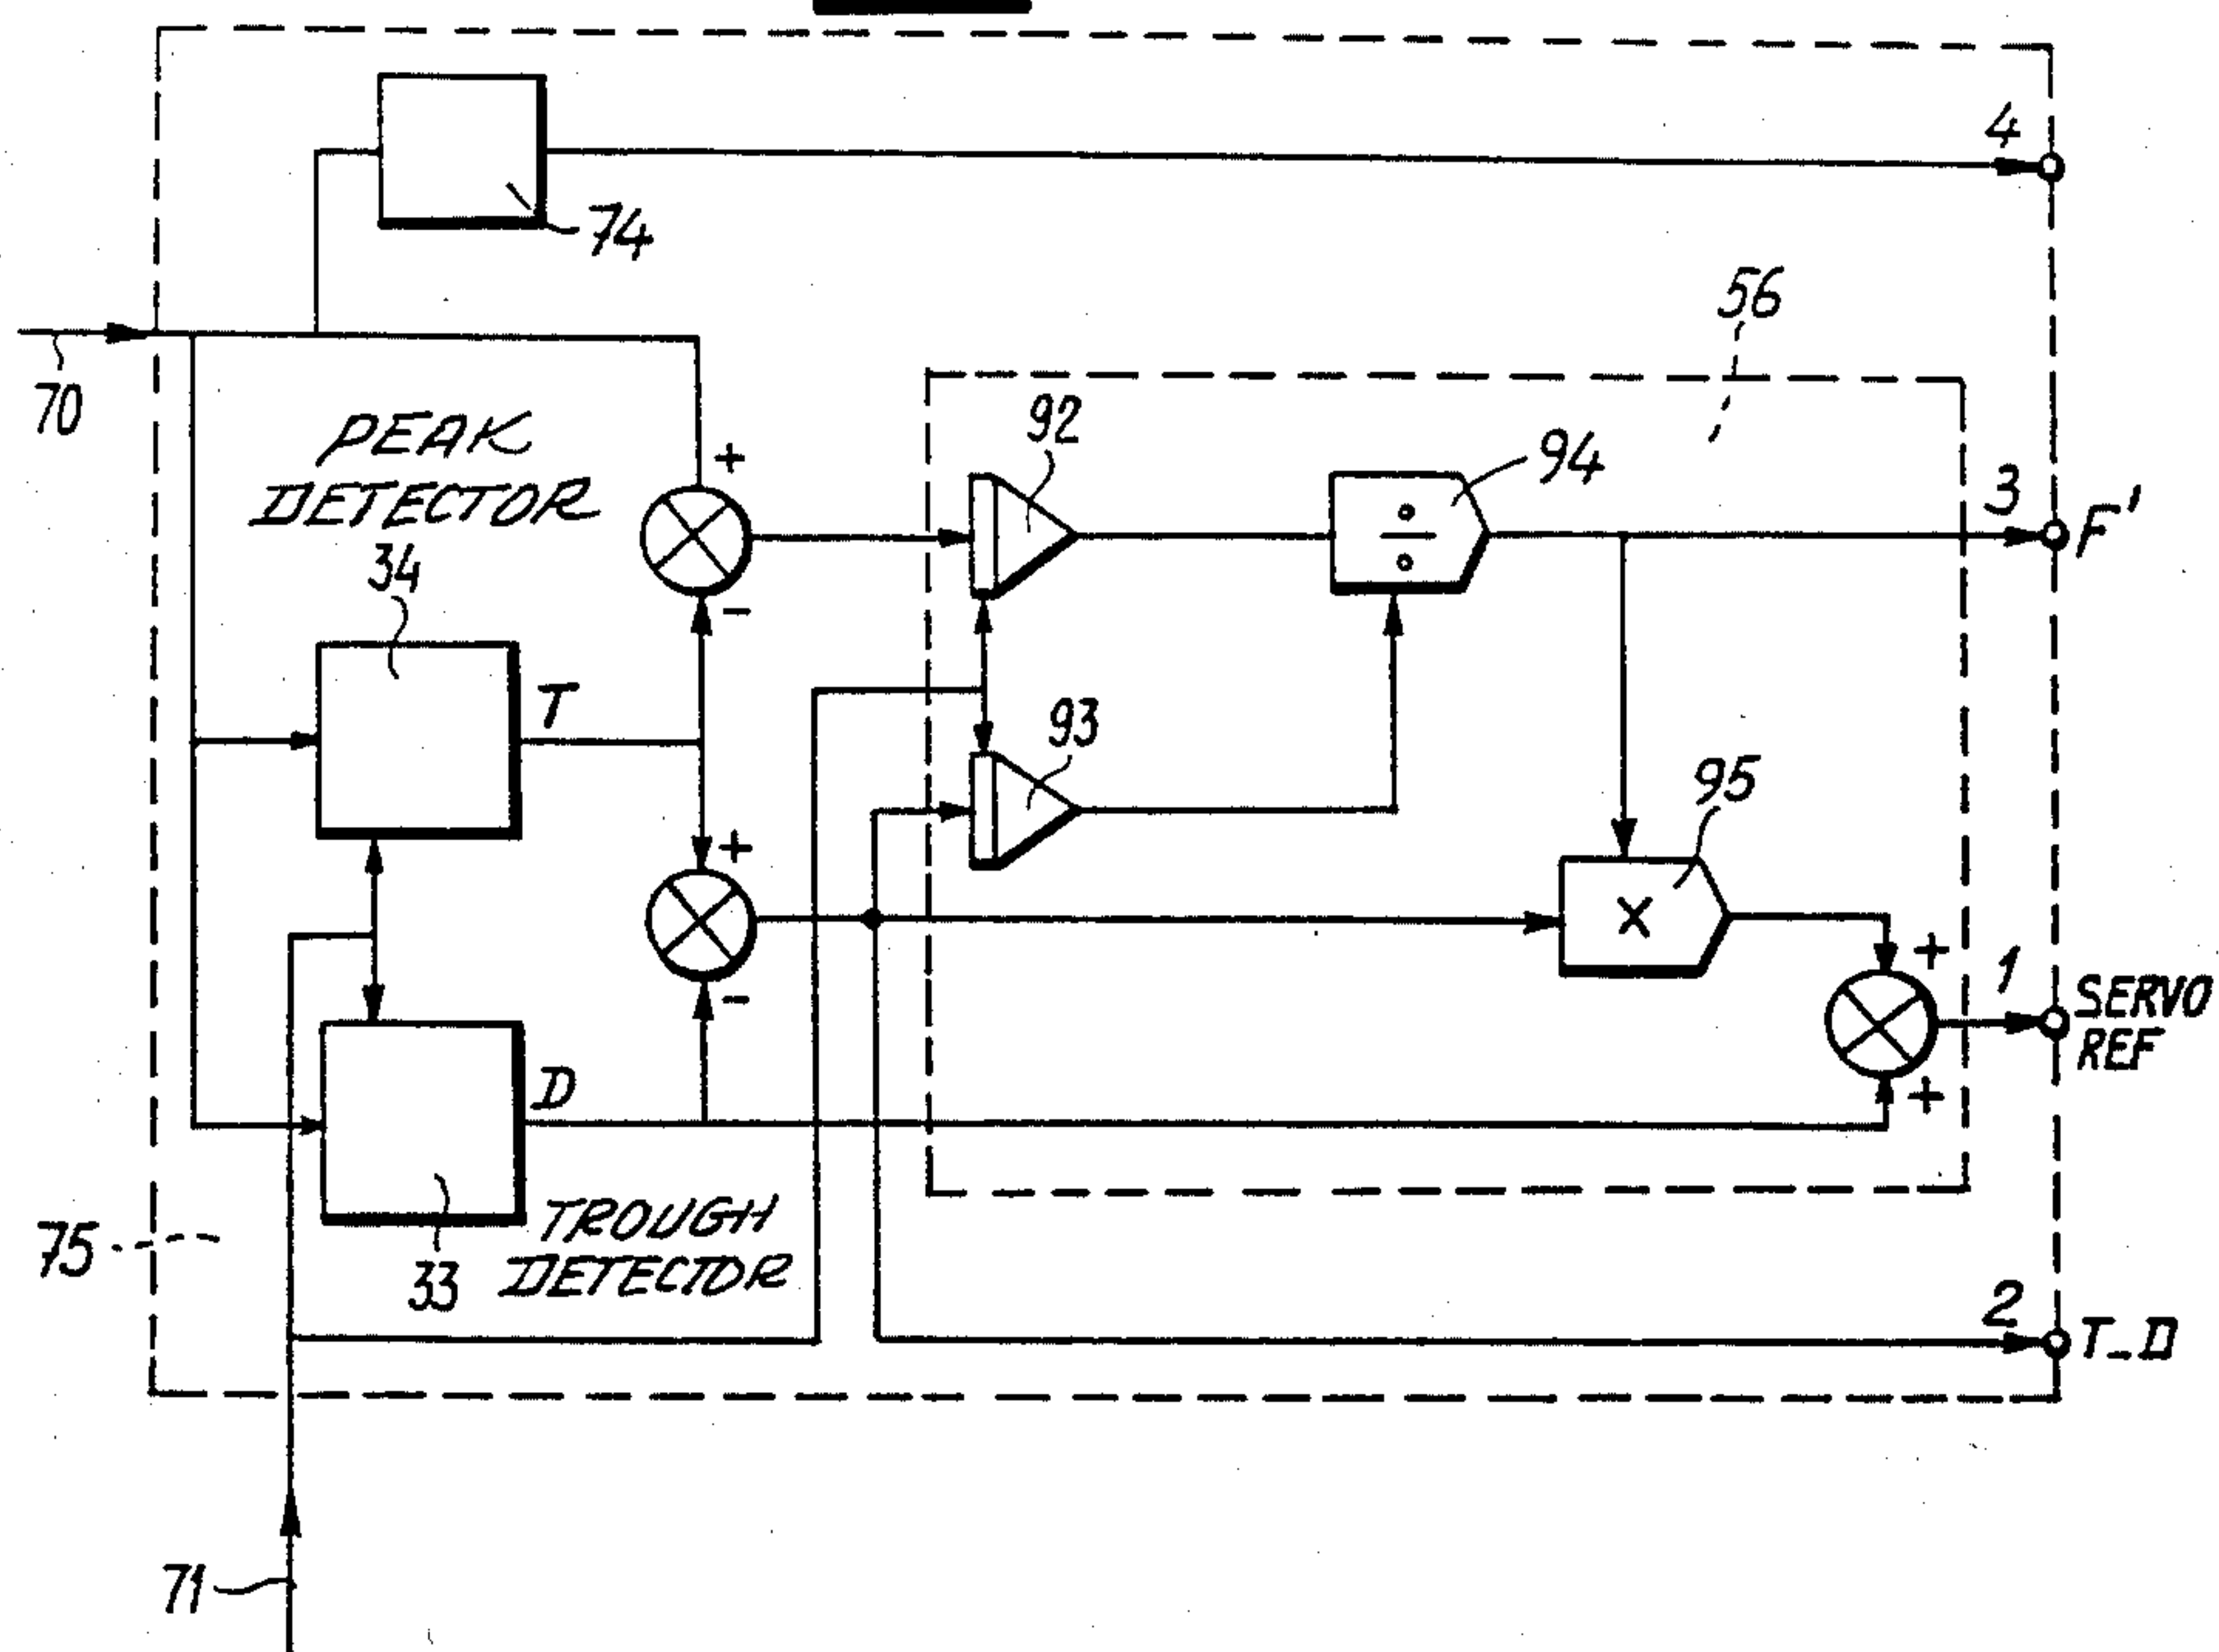 4
74
56
70
PEAK
DETECTOR
92
94
3
F'
+
÷
34
−
T
93
95
+
X
+
1
SERVO
REF
−
D
+
TROUGH
DETECTOR
75
33
2
T_D
71